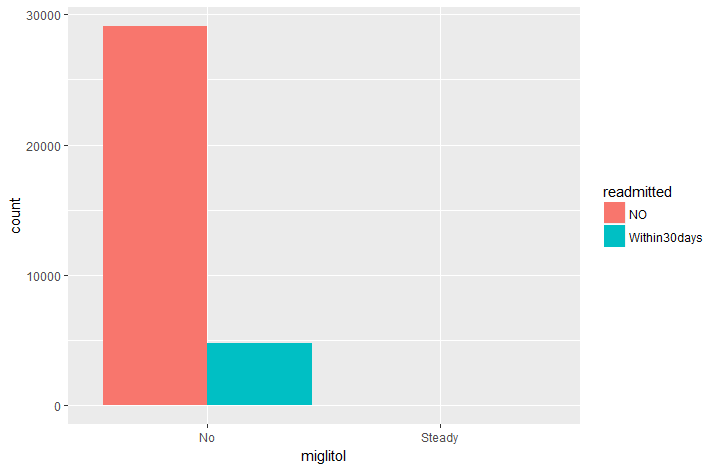 30000
20000
10000
0
count
No
Steady
miglitol
readmitted
NO
Within30days